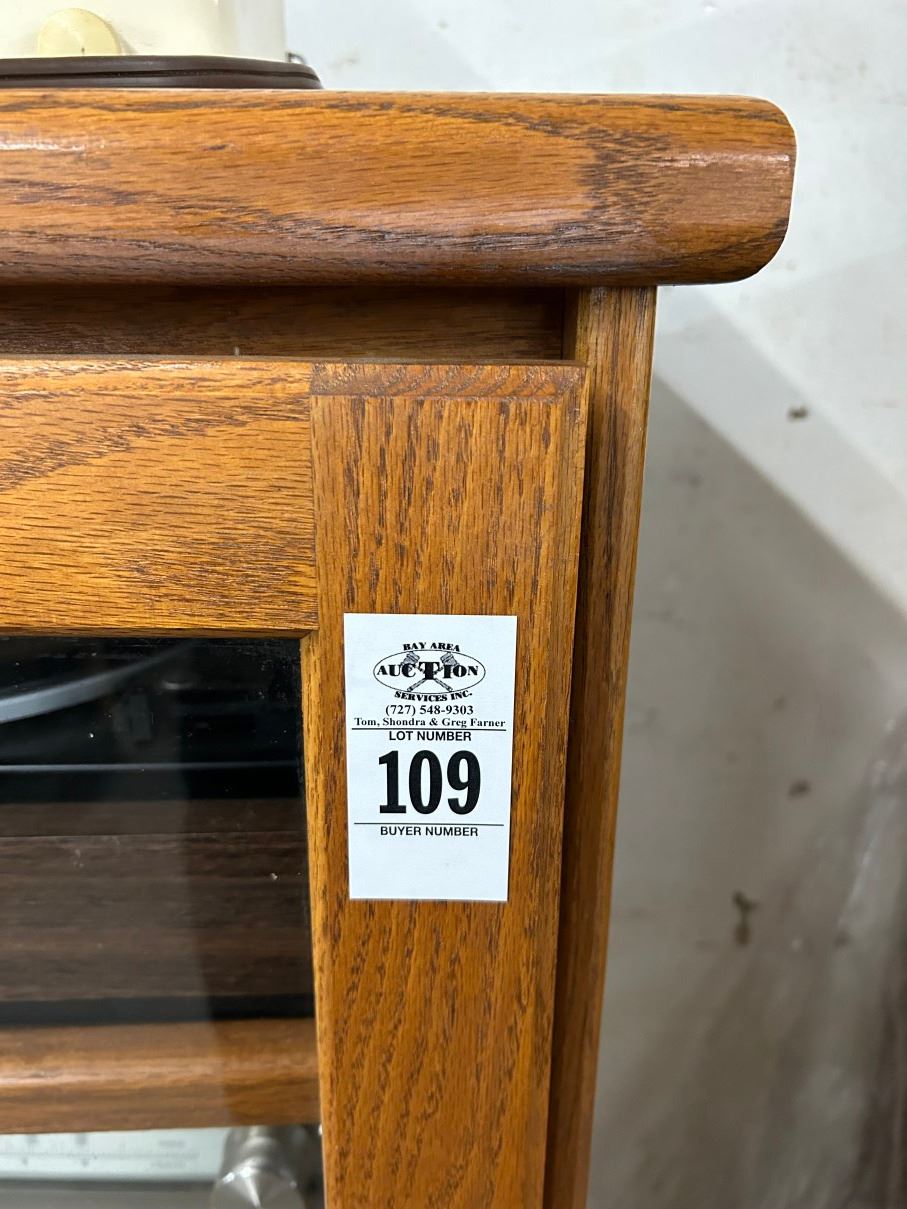 BAY AREA
AUCTION
SERVICES INC.
(727) 548-9303
Tom, Shondra & Greg Farner
LOT NUMBER
109
BUYER NUMBER